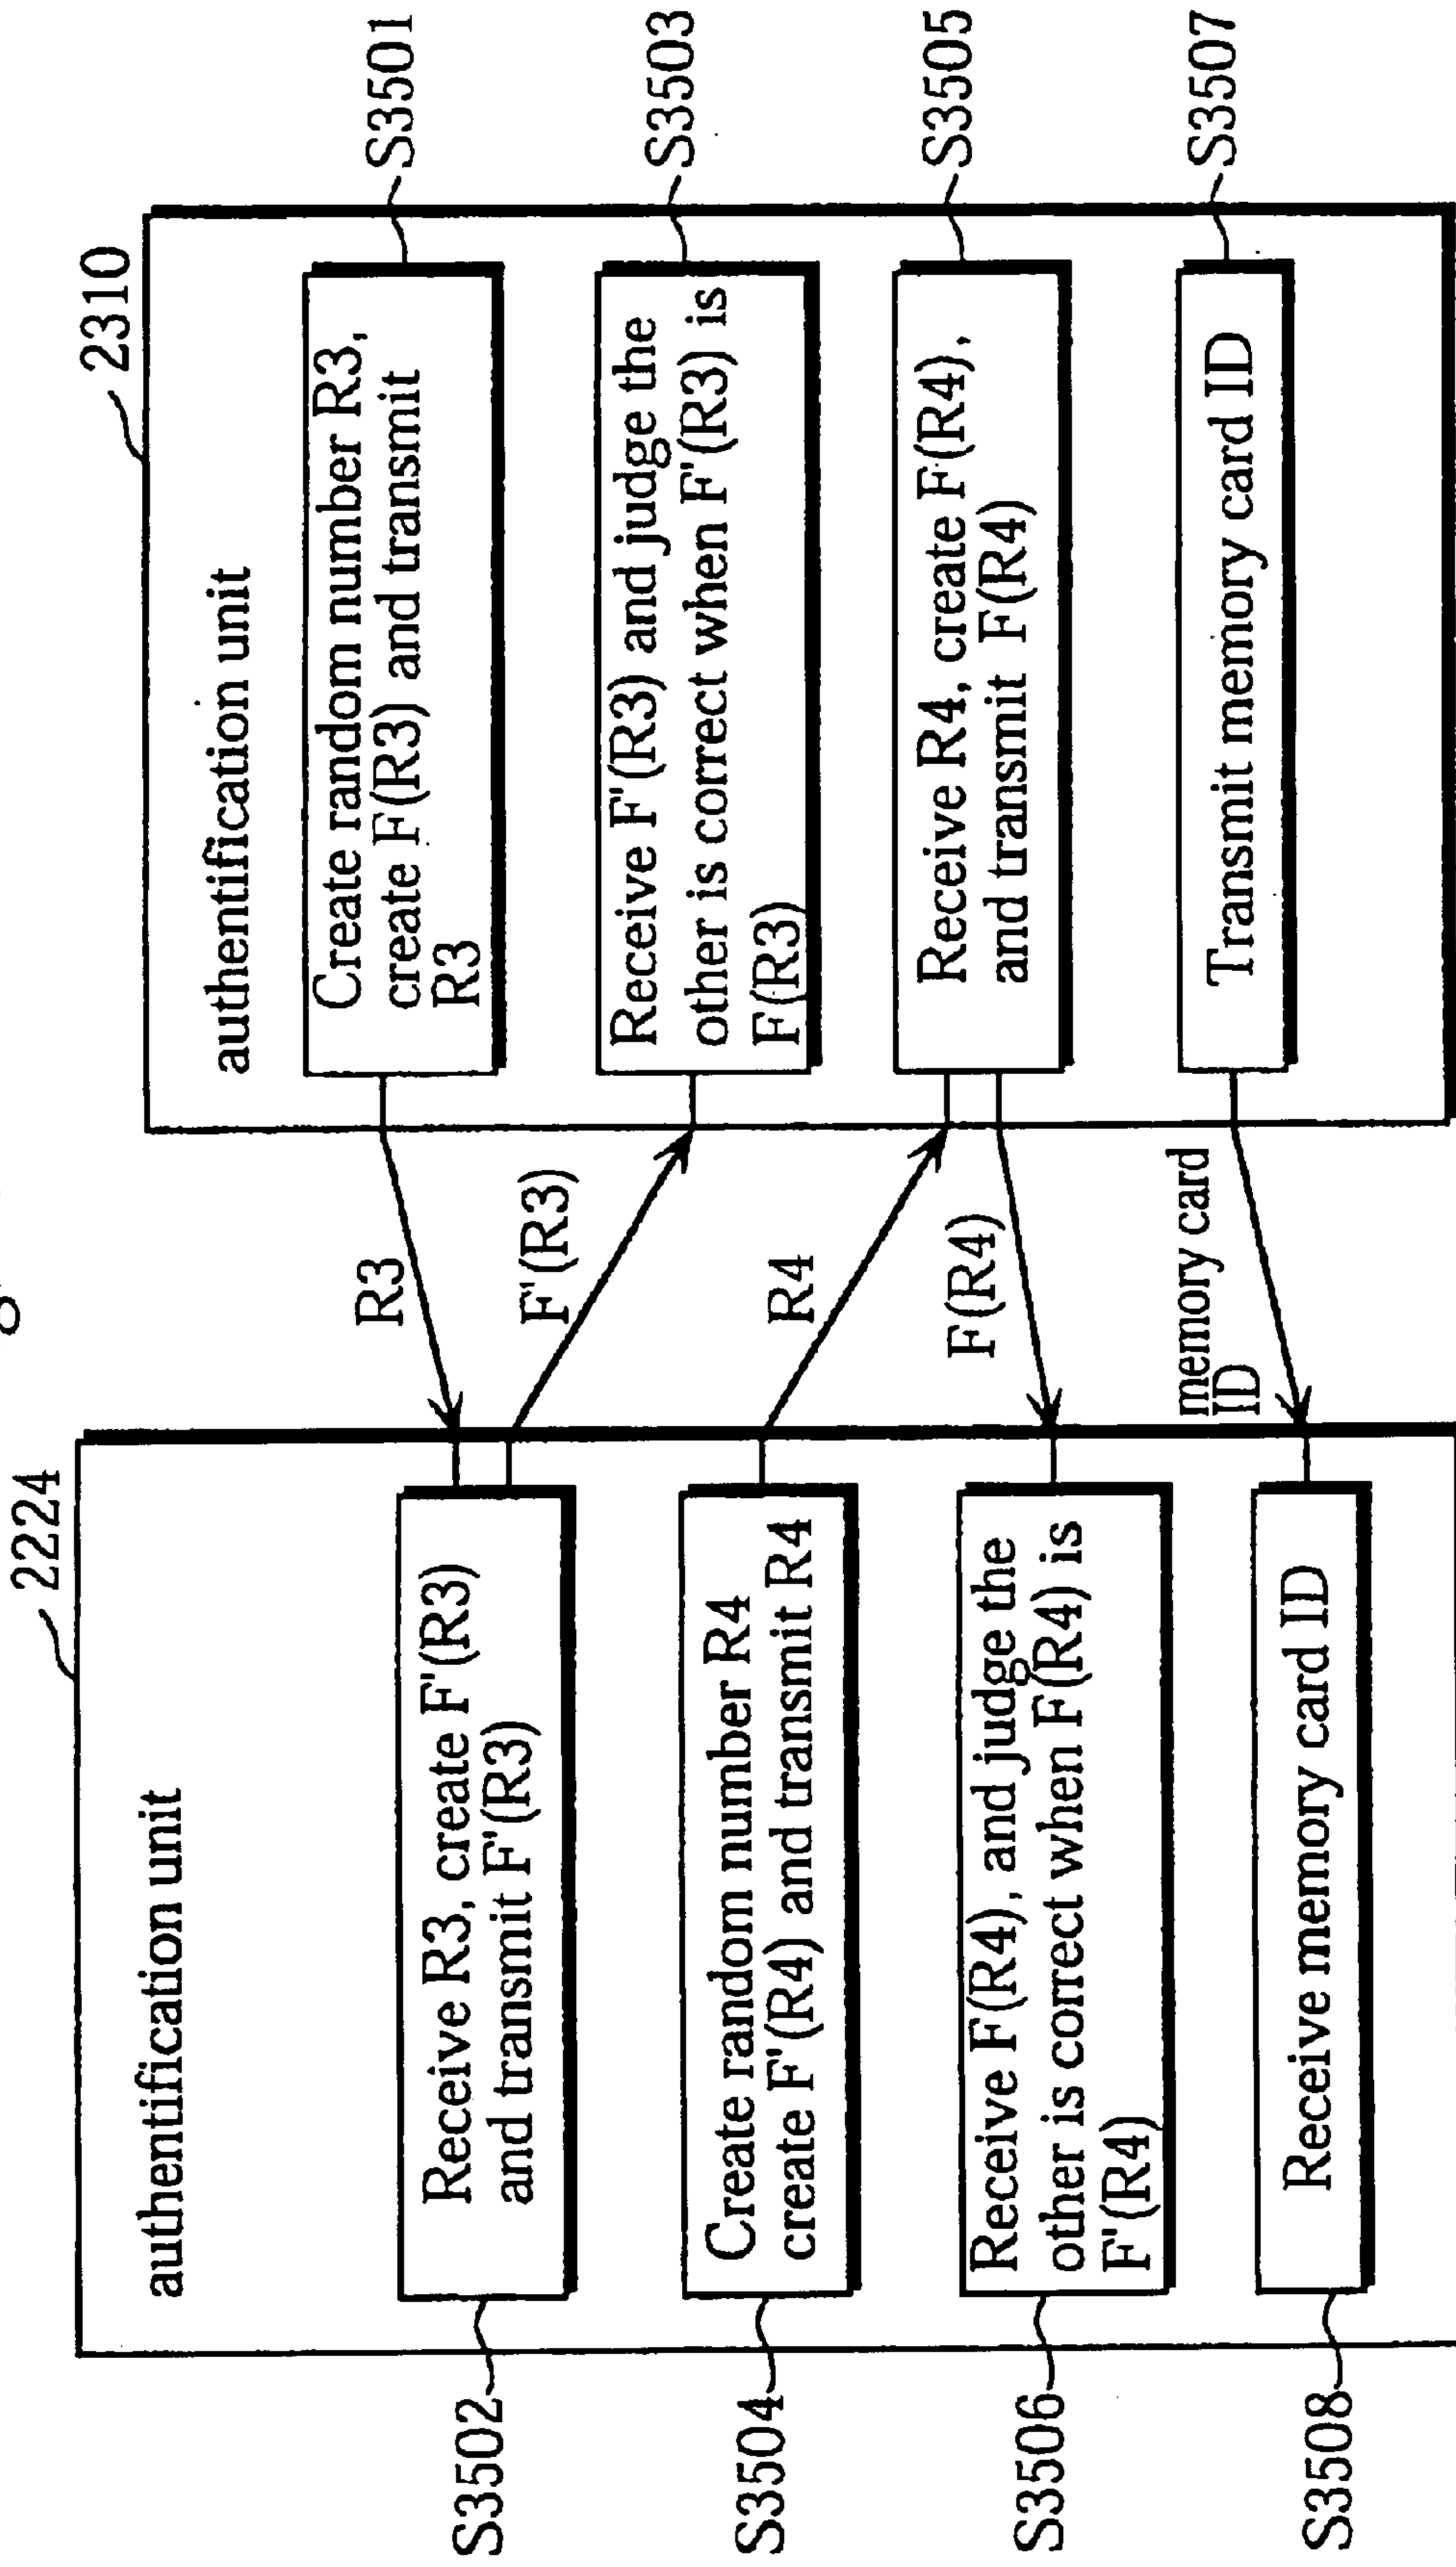 2224
authentification unit
S3502
Receive R3, create F'(R3)
and transmit F'(R3)
S3504
Create random number R4
create F'(R4) and transmit R4
S3506
Receive F(R4), and judge the
other is correct when F(R4) is
F'(R4)
S3508
Receive memory card ID
R3
F'(R3)
R4
F(R4)
memory card
ID
2310
authentification unit
Create random number R3,
create F(R3) and transmit
R3
S3501
Receive F'(R3) and judge the
other is correct when F'(R3) is
F(R3)
S3503
Receive R4, create F(R4),
and transmit F(R4)
S3505
Transmit memory card ID
S3507